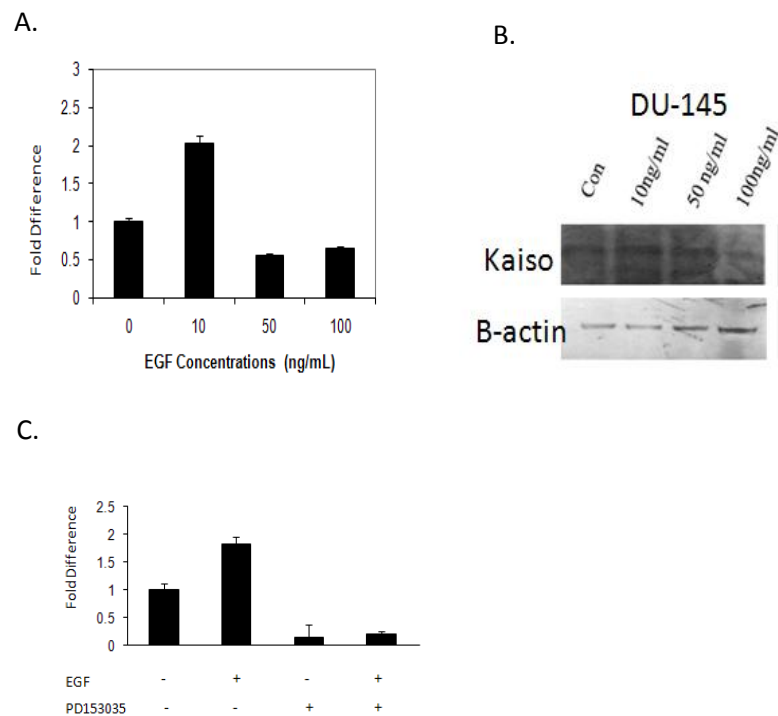 A.
3
2.5
2
1.5
1
0.5
0
Fold Dfifference
0 10 50 100
EGF Concentrations (ng/mL)
B.
DU-145
Con 10ng/ml 50 ng/ml 100ng/ml
Kaiso
B-actin
C.
2.5
2
1.5
1
0.5
0
Fold Difference
EGF - + - +
PD153035 - - + +